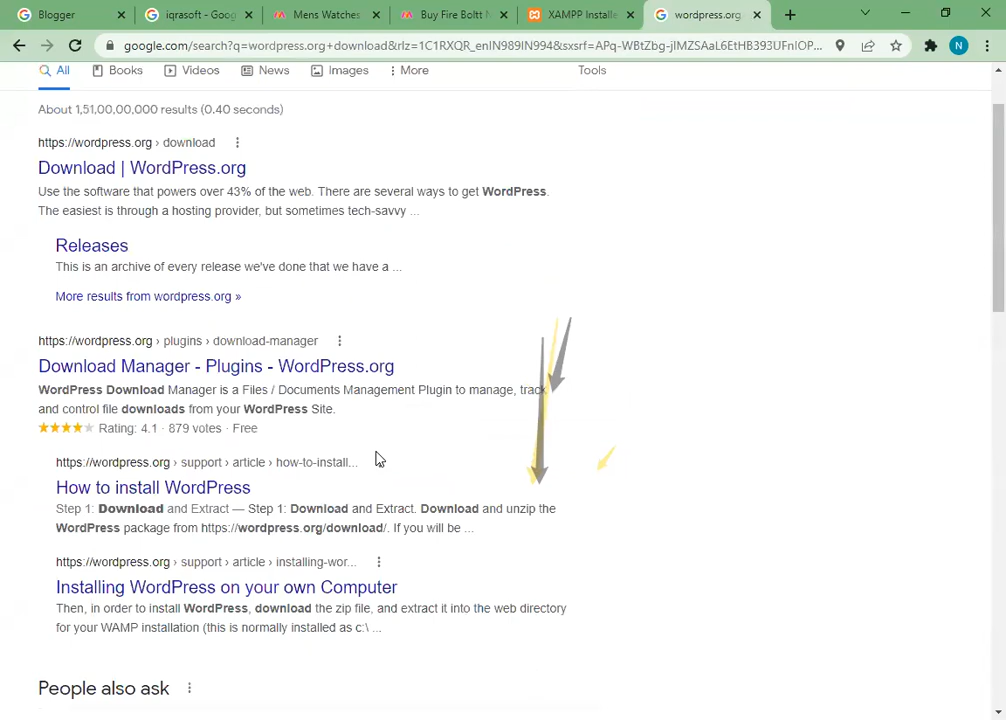 Blogger
iqrasoft - Goog
Mens Watches
Buy Fire Boltt N
XAMPP Installe
wordpress.org
google.com/search?q=wordpress.org+download&rlz=1C1RXQR_enIN989IN994&sxsrf=APq-WBtZbg-jIMZSAaL6EtHB393UFnIOP...
N
All
Books
Videos
News
Images
More
Tools
About 1,51,00,00,000 results (0.40 seconds)
https://wordpress.org › download
Download | WordPress.org
Use the software that powers over 43% of the web. There are several ways to get WordPress.
The easiest is through a hosting provider, but sometimes tech-savvy ...
Releases
This is an archive of every release we've done that we have a ...
More results from wordpress.org »
https://wordpress.org › plugins › download-manager
Download Manager - Plugins - WordPress.org
WordPress Download Manager is a Files / Documents Management Plugin to manage, track
and control file downloads from your WordPress Site.
Rating: 4.1 · 879 votes · Free
https://wordpress.org › support › article › how-to-install...
How to install WordPress
Step 1: Download and Extract — Step 1: Download and Extract. Download and unzip the
WordPress package from https://wordpress.org/download/. If you will be ...
https://wordpress.org › support › article › installing-wor...
Installing WordPress on your own Computer
Then, in order to install WordPress, download the zip file, and extract it into the web directory
for your WAMP installation (this is normally installed as c:\ ...
People also ask